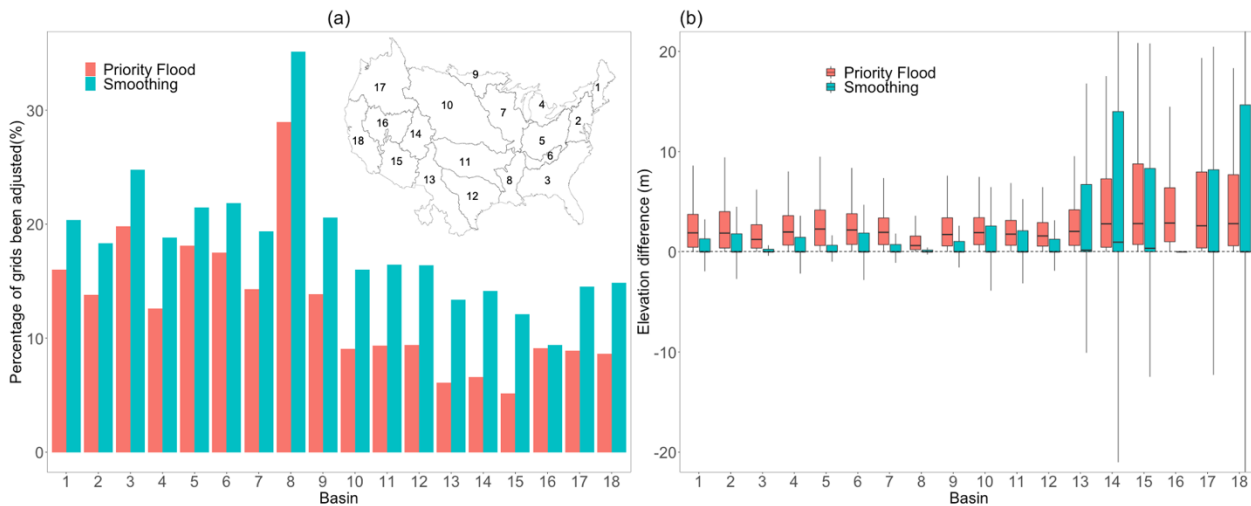 (a)
Priority Flood
Smoothing
Percentage of grids been adjusted(%)
30
20
10
0
1 2 3 4 5 6 7 8 9 10 11 12 13 14 15 16 17 18
Basin
17
9
1
10
4
7
2
16
14
5
18
6
15
11
13
8
3
12
(b)
Priority Flood
Smoothing
Elevation difference (m)
20
10
0
-10
-20
1 2 3 4 5 6 7 8 9 10 11 12 13 14 15 16 17 18
Basin